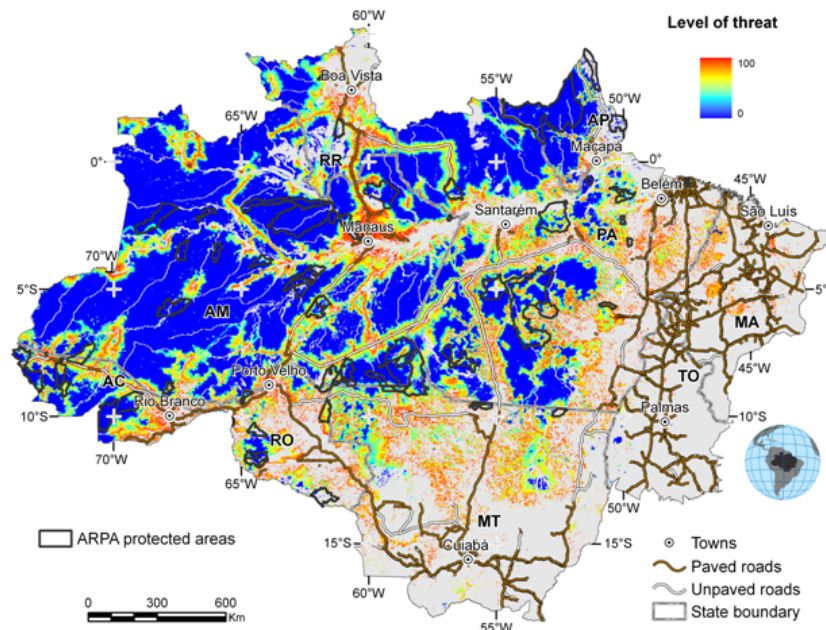 60°W
Level of threat
100
0
Boa Vista
55°W
65°W
50°W
AP
Macapá
0°
RR
0°
45°W
Belém
São Luís
Santarém
Manaus
PA
70°W
5°S
5°
AM
MA
45°W
AC
Porto Velho
TO
Rio Branco
10°S
Palmas
10°S
70°W
RO
65°W
50°W
MT
ARPA protected areas
15°S
15°S
Cuiabá
Towns
Paved roads
Unpaved roads
State boundary
60°W
0 300 600
Km
55°W